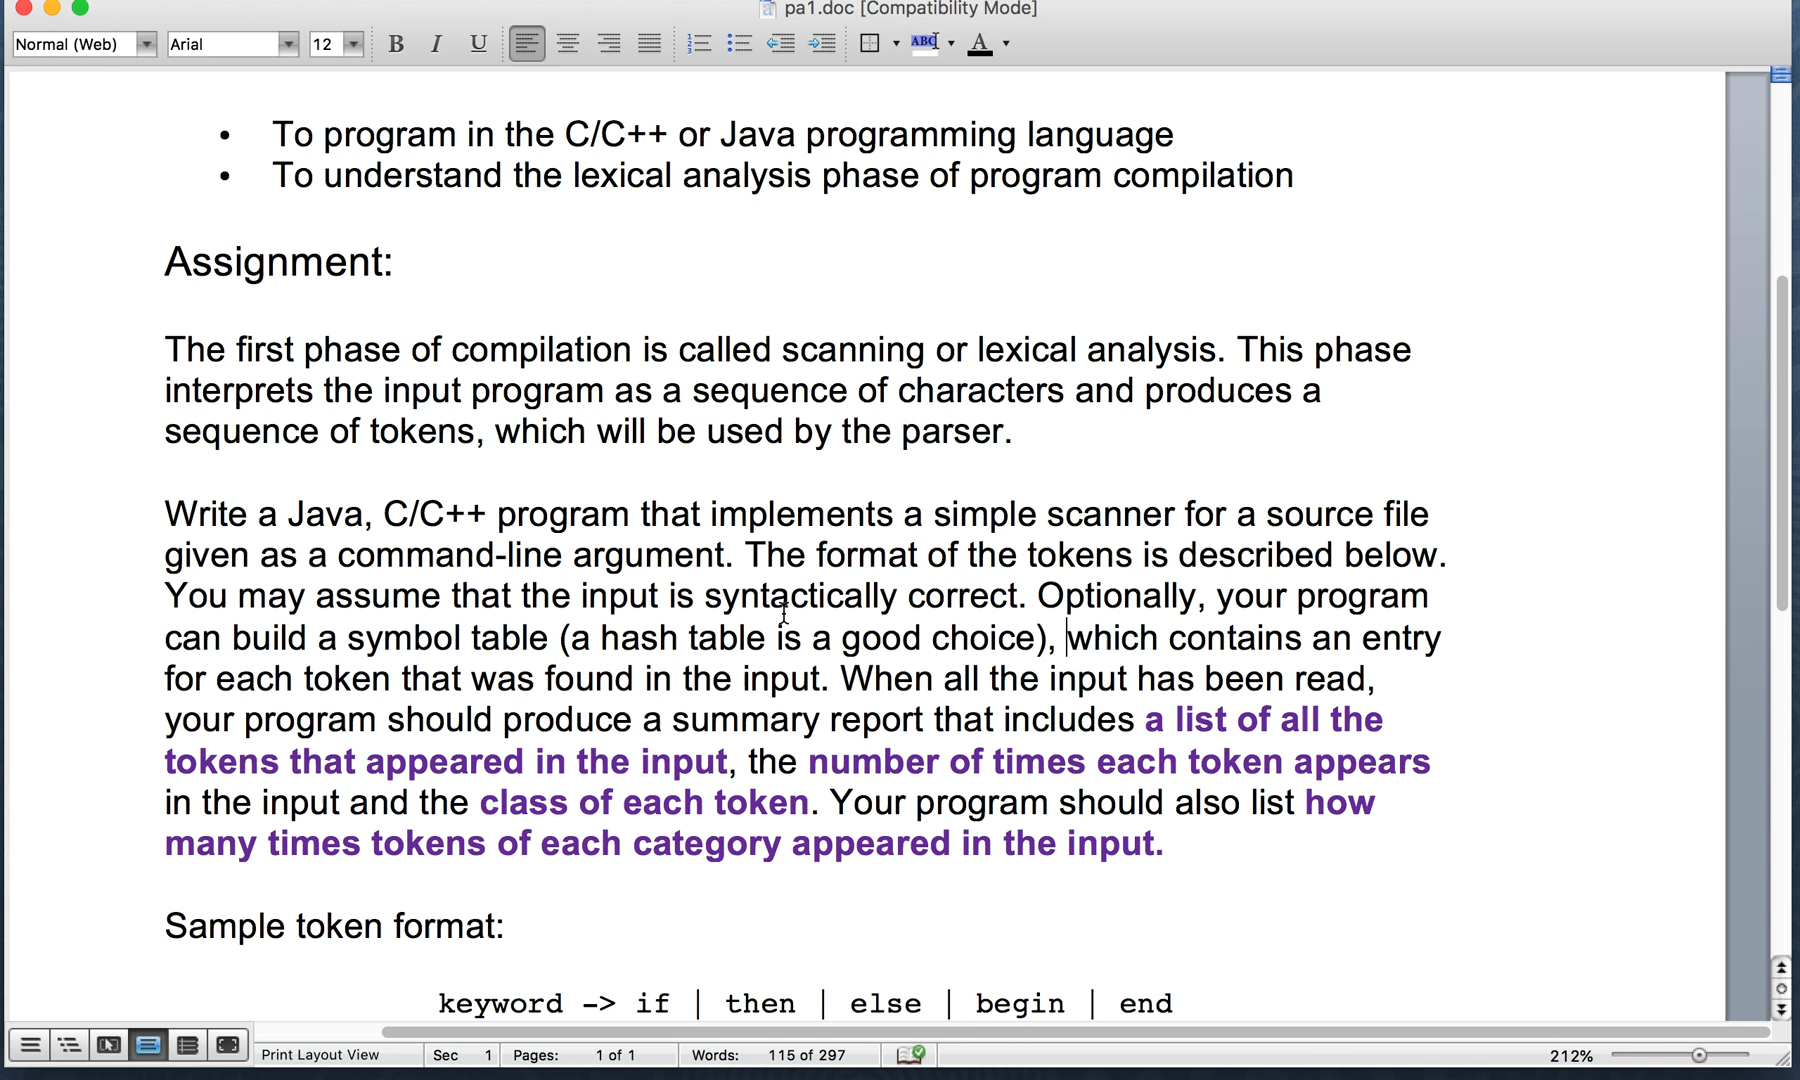 pa1.doc [Compatibility Mode]
Normal (Web) Arial 12 B I U ABC A
• To program in the C/C++ or Java programming language
• To understand the lexical analysis phase of program compilation
Assignment:
The first phase of compilation is called scanning or lexical analysis. This phase
interprets the input program as a sequence of characters and produces a
sequence of tokens, which will be used by the parser.
Write a Java, C/C++ program that implements a simple scanner for a source file
given as a command-line argument. The format of the tokens is described below.
You may assume that the input is syntactically correct. Optionally, your program
can build a symbol table (a hash table is a good choice), which contains an entry
for each token that was found in the input. When all the input has been read,
your program should produce a summary report that includes a list of all the
tokens that appeared in the input, the number of times each token appears
in the input and the class of each token. Your program should also list how
many times tokens of each category appeared in the input.
Sample token format:
keyword -> if | then | else | begin | end
Print Layout View Sec 1 Pages: 1 of 1 Words: 115 of 297 212%